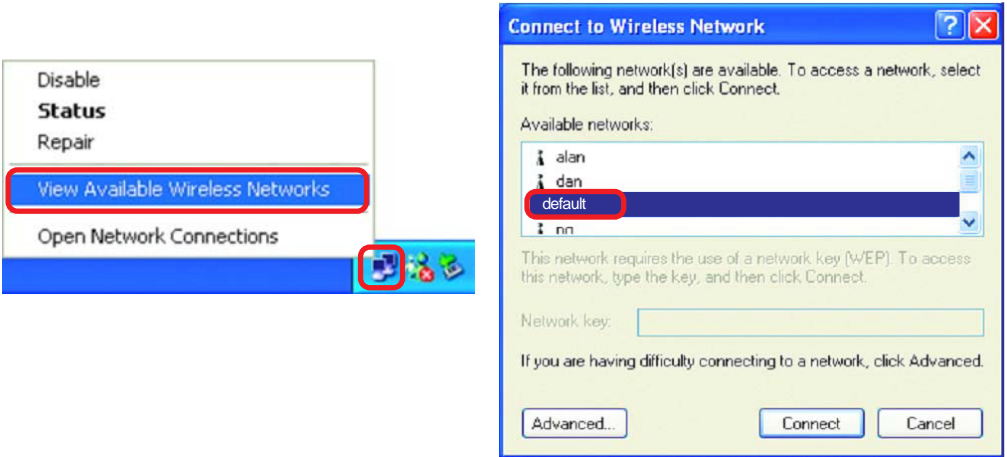 Disable
Status
Repair
View Available Wireless Networks
Open Network Connections
Connect to Wireless Network
The following network(s) are available. To access a network, select
it from the list, and then click Connect.
Available networks:
alan
dan
default
This network requires the use of a network key (WEP). To access
this network, type the key, and then click Connect.
Network key:
If you are having difficulty connecting to a network, click Advanced.
Advanced...
Connect
Cancel